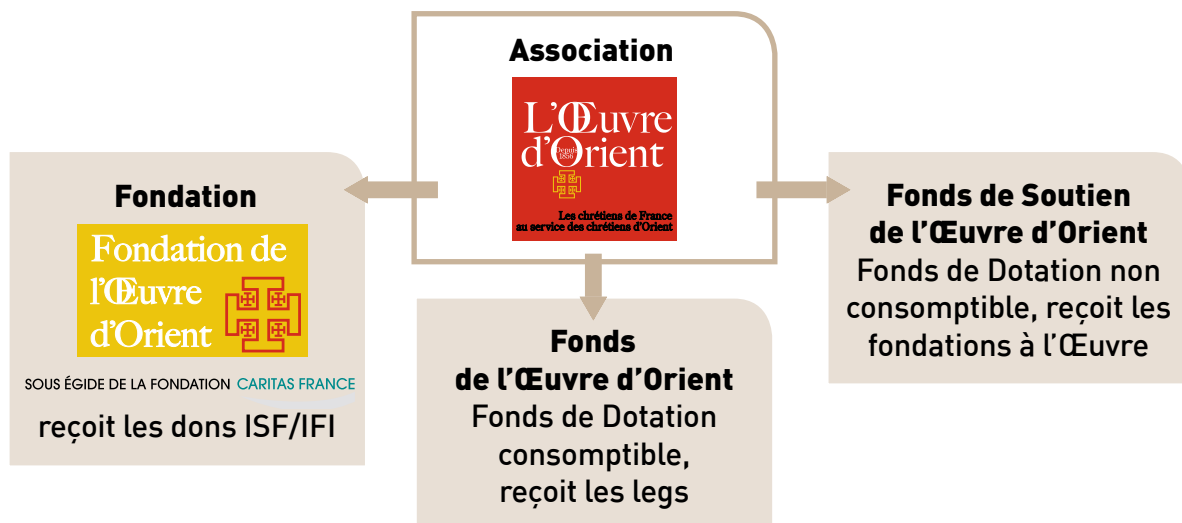 Association
L'Œuvre
d'Orient
Depuis
1856
Les chrétiens de France
au service des chrétiens d'Orient
Fondation
Fondation de
l'Œuvre
d'Orient
SOUS ÉGIDE DE LA FONDATION CARITAS FRANCE
reçoit les dons ISF/IFI
Fonds
de l'Œuvre d'Orient
Fonds de Dotation
consomptible,
reçoit les legs
Fonds de Soutien
de l'Œuvre d'Orient
Fonds de Dotation non
consomptible, reçoit les
fondations à l'Œuvre